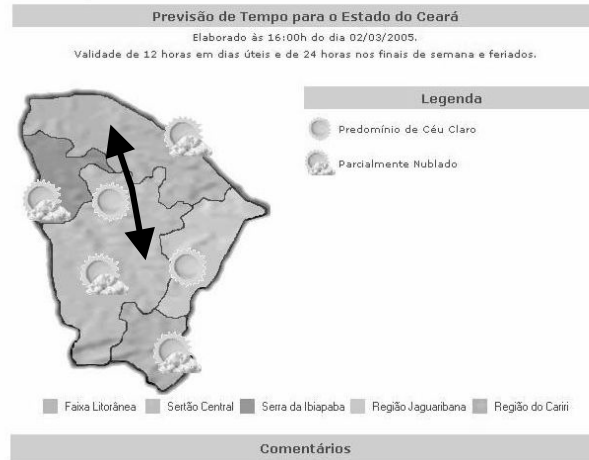 Previsão de Tempo para o Estado do Ceará
Elaborado às 16:00h do dia 02/03/2005.
Validade de 12 horas em dias úteis e de 24 horas nos finais de semana e feriados.
Legenda
Predomínio de Céu Claro
Parcialmente Nublado
Faixa Litorânea Sertão Central Serra da Ibiapaba Região Jaguaribana Região do Cariri
Comentários